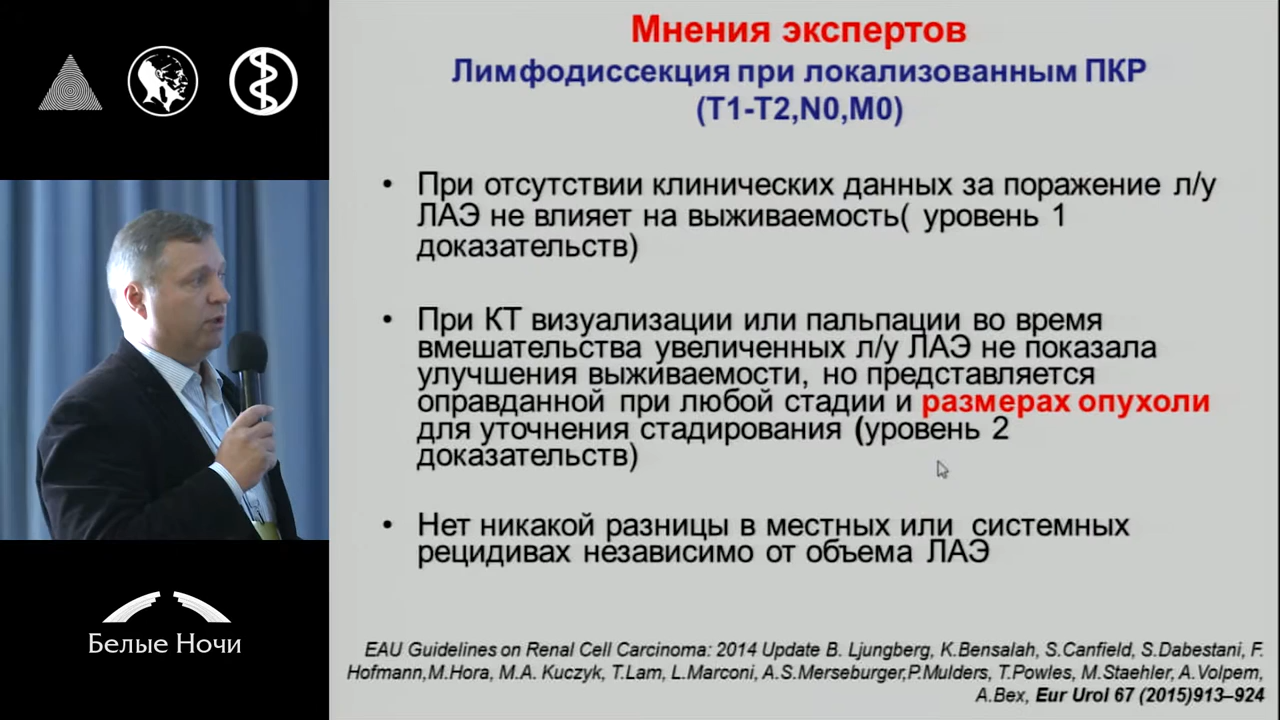 Мнения экспертов
Лимфодиссекция при локализованным ПКР
(T1-T2,N0,M0)
• При отсутствии клинических данных за поражение л/у
ЛАЭ не влияет на выживаемость( уровень 1
доказательств)
• При КТ визуализации или пальпации во время
вмешательства увеличенных л/у ЛАЭ не показала
улучшения выживаемости, но представляется
оправданной при любой стадии и размерах опухоли
для уточнения стадирования (уровень 2
доказательств)
• Нет никакой разницы в местных или системных
рецидивах независимо от объема ЛАЭ
EAU Guidelines on Renal Cell Carcinoma: 2014 Update B. Ljungberg, K.Bensalah, S.Canfield, S.Dabestani, F.
Hofmann,M.Hora, M.A. Kuczyk, T.Lam, L.Marconi, A.S.Merseburger,P.Mulders, T.Powles, M.Staehler, A.Volpem,
A.Bex, Eur Urol 67 (2015)913–924
Белые Ночи